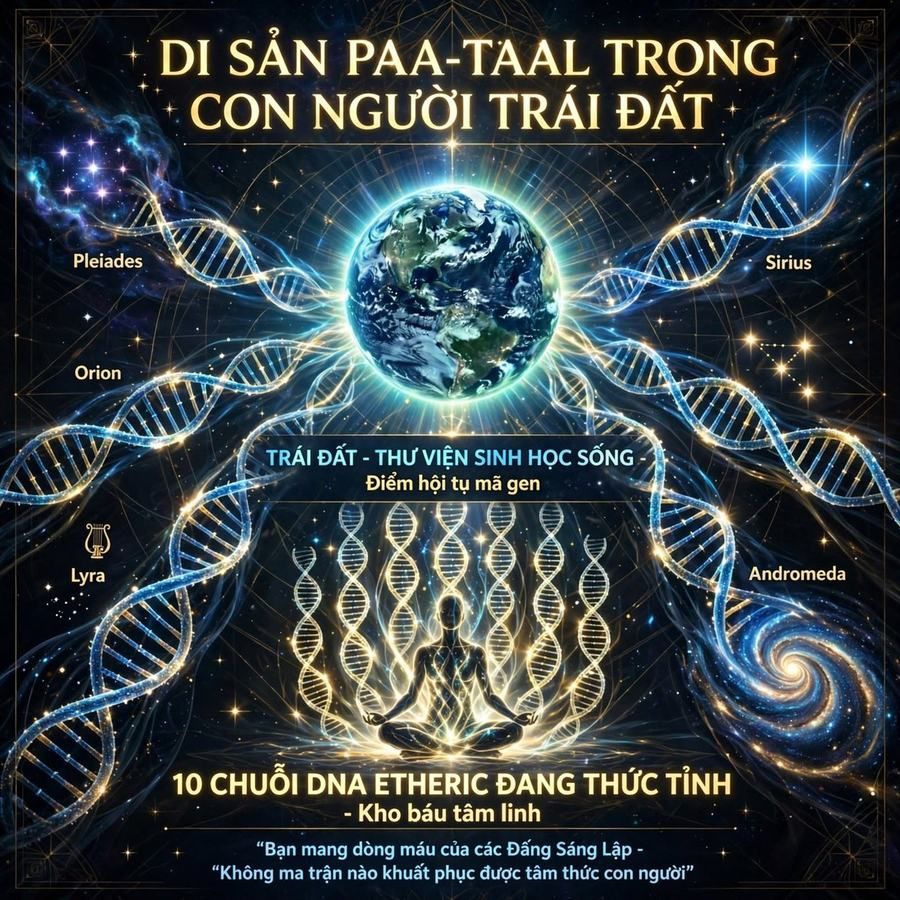 DI SẢN PAA-TAAL TRONG
CON NGƯỜI TRÁI ĐẤT
Pleiades
Sirius
Orion
TRÁI ĐẤT - THƯ VIỆN SINH HỌC SỐNG -
Điểm hội tụ mã gen
Lyra
Andromeda
10 CHUỖI DNA ETHERIC ĐANG THỨC TỈNH
- Kho báu tâm linh
“Bạn mang dòng máu của các Đấng Sáng Lập -
“Không ma trận nào khuất phục được tâm thức con người”